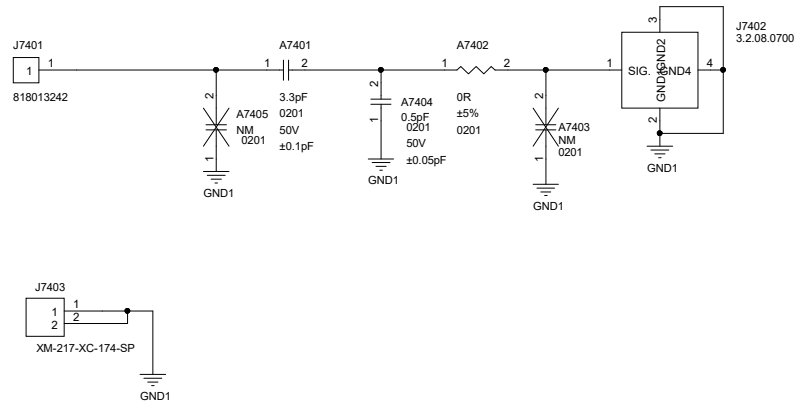 J7401
1
1
818013242
A7405
NM
0201
2
1
GND1
A7401
1
2
3.3pF
0201
50V
±0.1pF
A7404
0.5pF
0201
50V
±0.05pF
2
1
GND1
A7402
1
2
0R
±5%
0201
A7403
NM
0201
2
1
GND1
J7402
3.2.08.0700
3
1
SIG.
GND2
GND4
4
2
GND1
J7403
1
2
1
2
XM-217-XC-174-SP
GND1